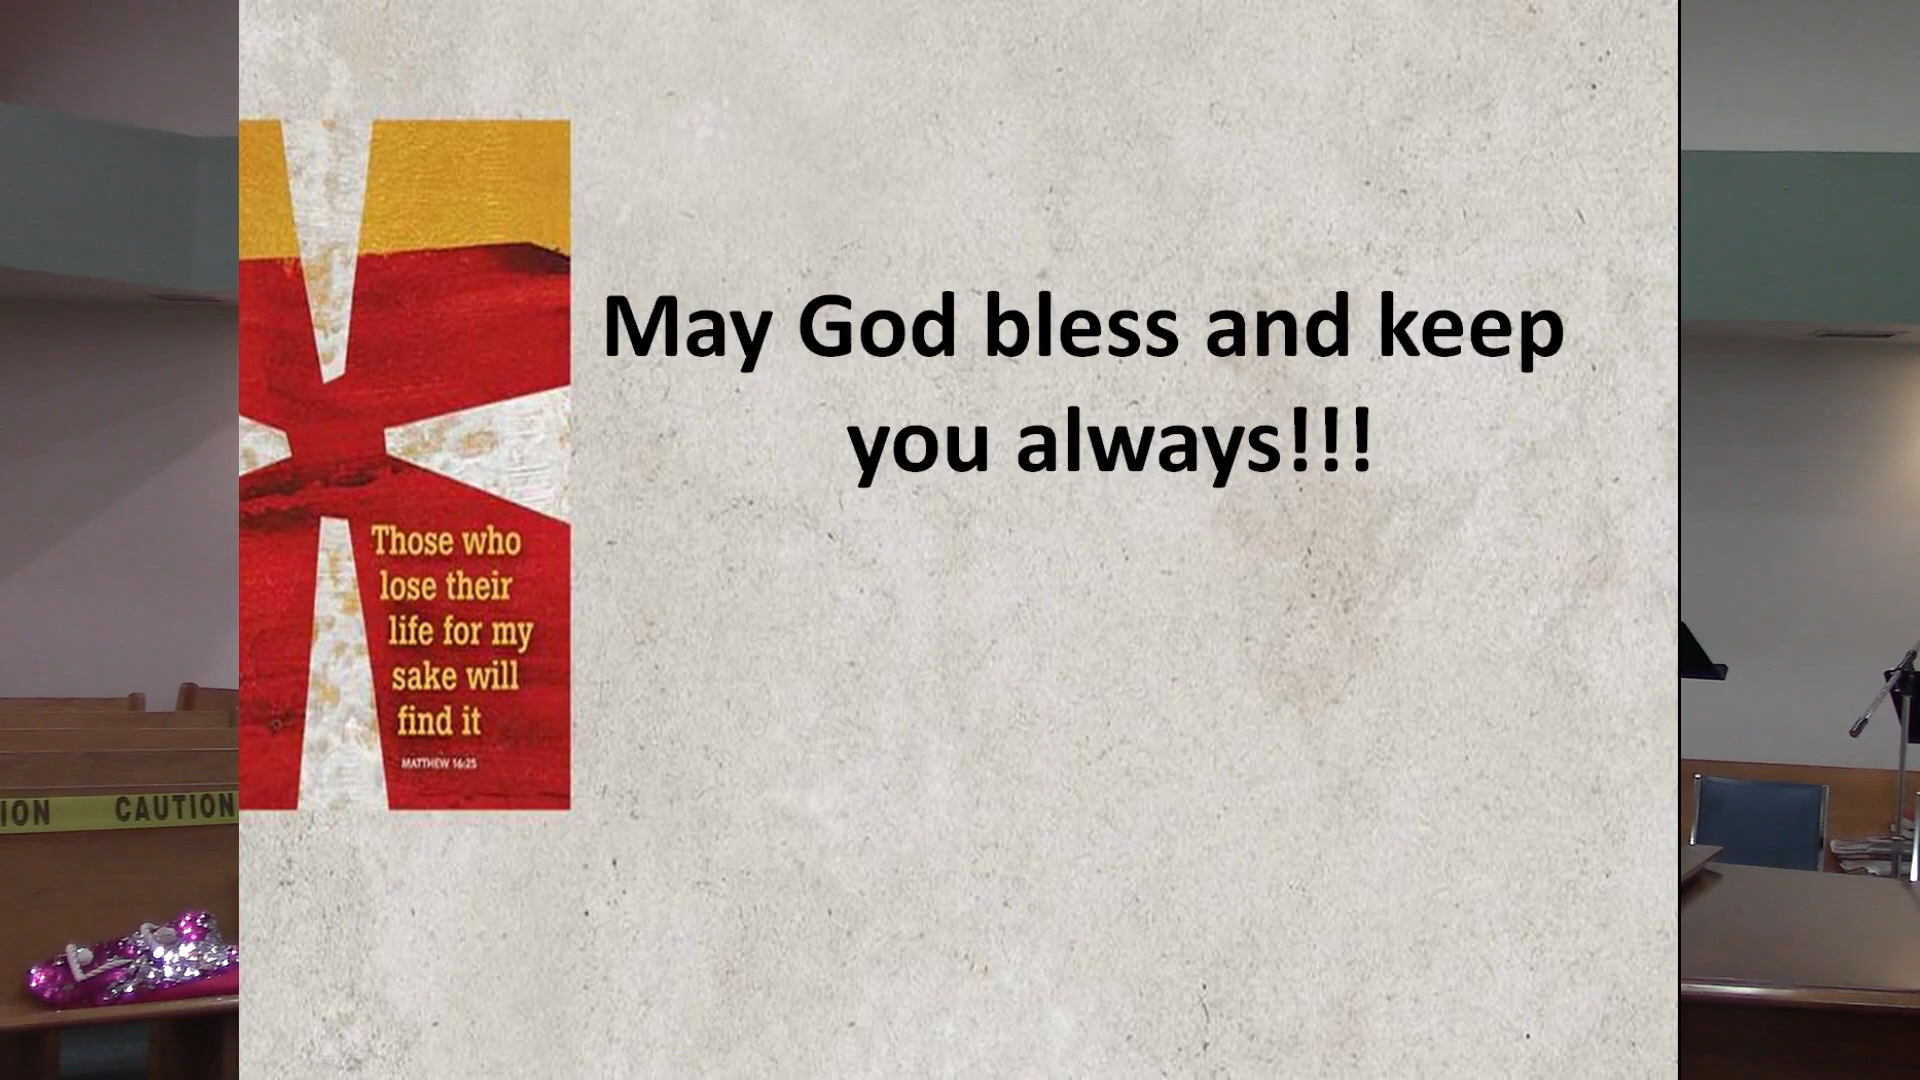 May God bless and keep
you always!!!
Those who
lose their
life for my
sake will
find it
MATTHEW 16:25
ION CAUTION